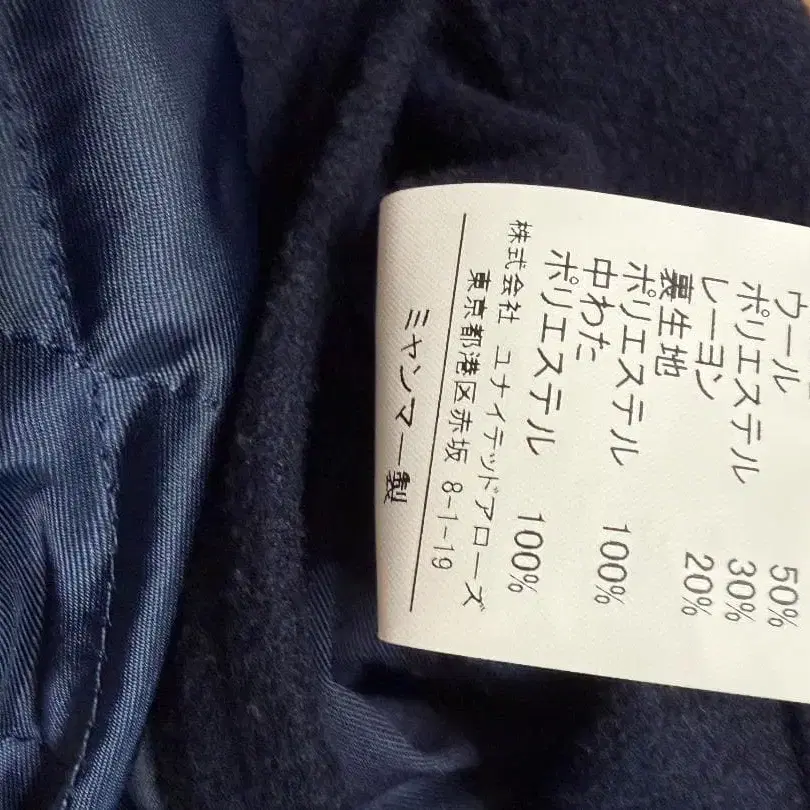 ウール 50%
ポリエステル 30%
レーヨン 20%
裏生地
ポリエステル 100%
中わた
ポリエステル 100%
株式会社 ユナイテッドアローズ
東京都港区赤坂 8-1-19
ミャンマー製